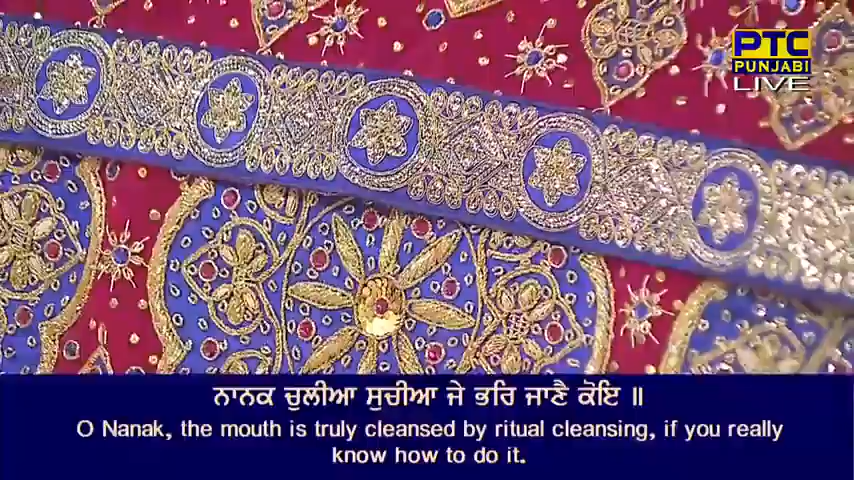 PTC
PUNJABI
LIVE
ਨਾਨਕ ਚੁਲੀਆ ਸੁਚੀਆ ਜੇ ਭਰਿ ਜਾਣੈ ਕੋਇ ॥
O Nanak, the mouth is truly cleansed by ritual cleansing, if you really
know how to do it.